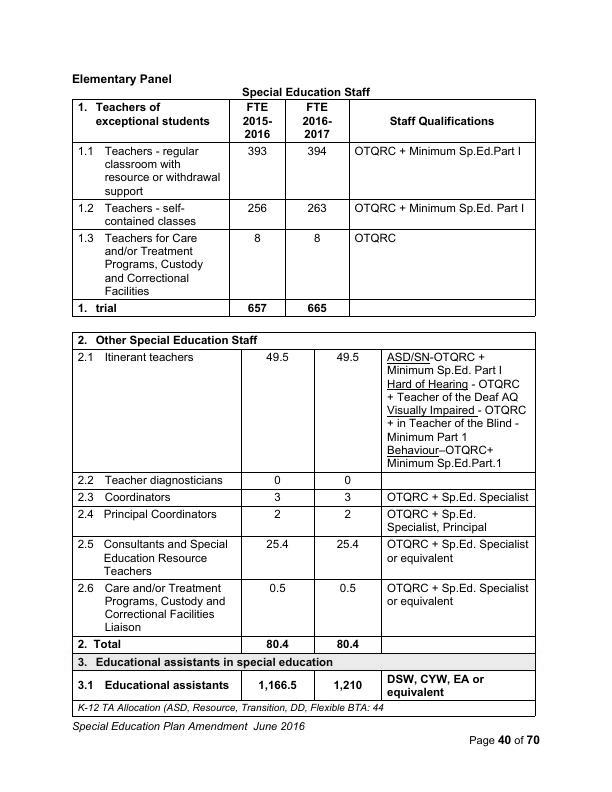 Elementary Panel
Special Education Staff
1. Teachers of exceptional students FTE 2015-2016 FTE 2016-2017 Staff Qualifications
1.1 Teachers - regular classroom with resource or withdrawal support 393 394 OTQRC + Minimum Sp.Ed.Part I
1.2 Teachers - self-contained classes 256 263 OTQRC + Minimum Sp.Ed. Part I
1.3 Teachers for Care and/or Treatment Programs, Custody and Correctional Facilities 8 8 OTQRC
1. trial 657 665
2. Other Special Education Staff
2.1 Itinerant teachers 49.5 49.5 ASD/SN-OTQRC +
Minimum Sp.Ed. Part I
Hard of Hearing - OTQRC
+ Teacher of the Deaf AQ
Visually Impaired - OTQRC
+ in Teacher of the Blind -
Minimum Part 1
Behaviour–OTQRC+
Minimum Sp.Ed.Part.1
2.2 Teacher diagnosticians 0 0
2.3 Coordinators 3 3 OTQRC + Sp.Ed. Specialist
2.4 Principal Coordinators 2 2 OTQRC + Sp.Ed. Specialist, Principal
2.5 Consultants and Special Education Resource Teachers 25.4 25.4 OTQRC + Sp.Ed. Specialist or equivalent
2.6 Care and/or Treatment Programs, Custody and Correctional Facilities Liaison 0.5 0.5 OTQRC + Sp.Ed. Specialist or equivalent
2. Total 80.4 80.4
3. Educational assistants in special education
3.1 Educational assistants 1,166.5 1,210 DSW, CYW, EA or equivalent
K-12 TA Allocation (ASD, Resource, Transition, DD, Flexible BTA: 44
Special Education Plan Amendment June 2016
Page 40 of 70